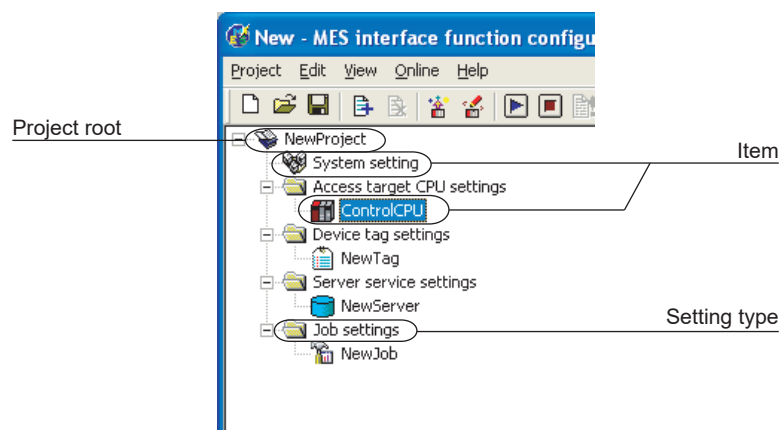 New - MES interface function configu
Project Edit View Online Help
Project root
NewProject
Item
System setting
Access target CPU settings
ControlCPU
Device tag settings
NewTag
Server service settings
NewServer
Setting type
Job settings
NewJob